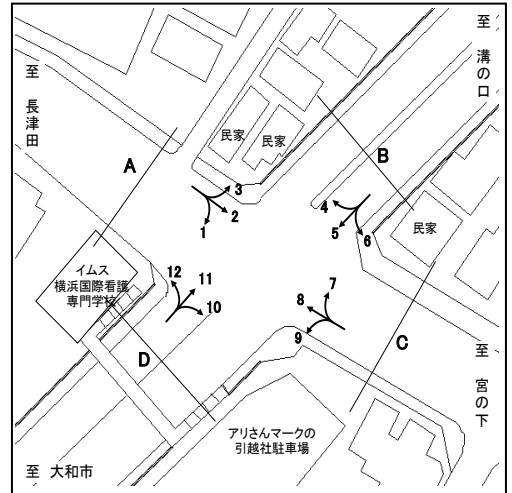 至 長津田
至 溝の口
民家
民家
A
B
3
2
1
4
5
6
民家
イムス
横浜国際看護
専門学校
12
11
10
7
8
9
D
C
至 宮の下
アリさんマークの
引越社駐車場
至 大和市